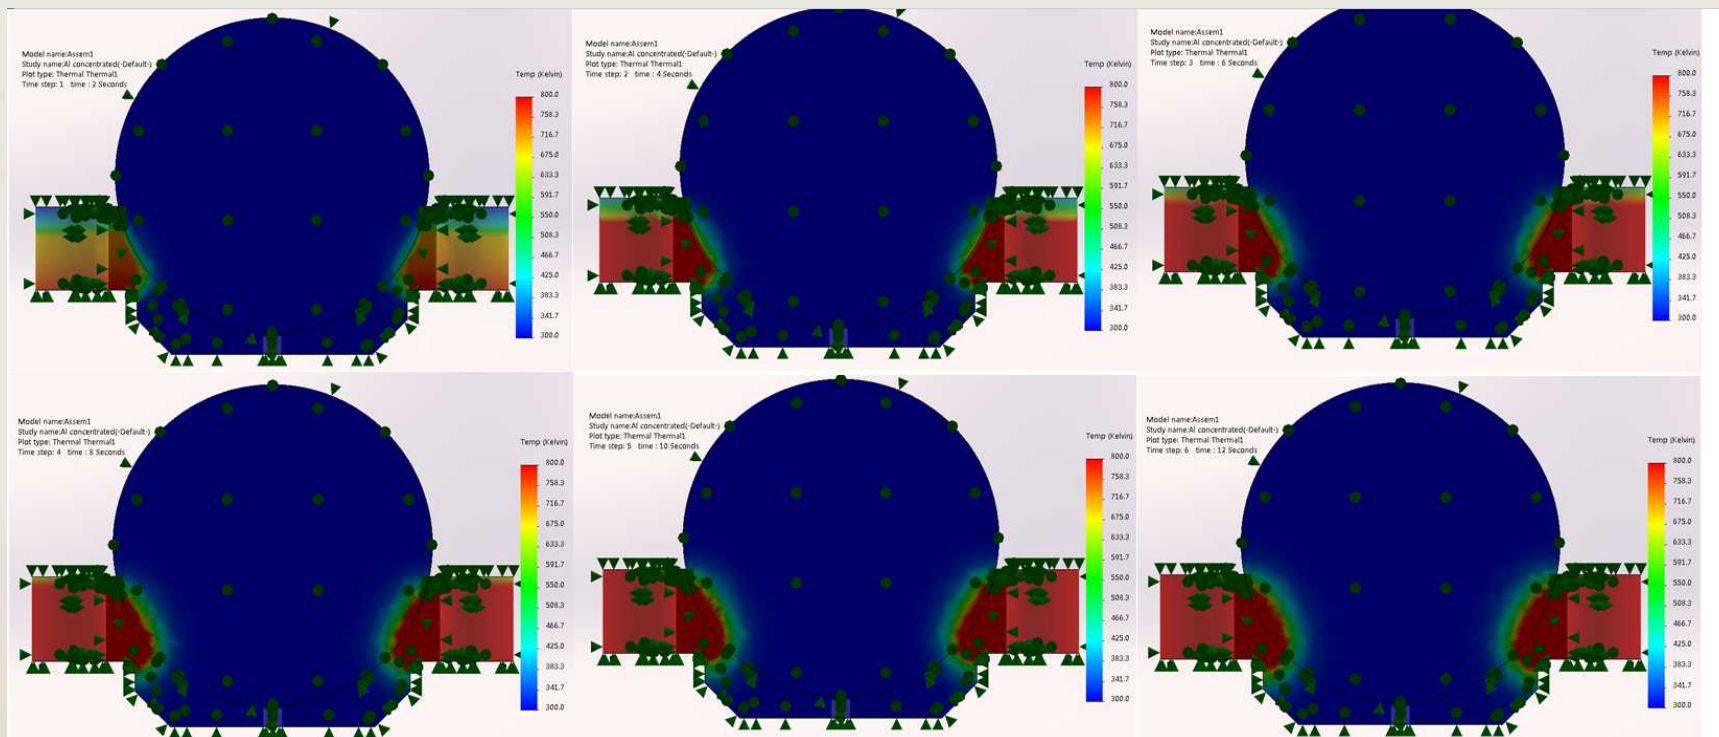 Model name:Assem1
Study name:Al concentrated(-Default-)
Plot type: Thermal Thermal1
Time step: 1 time : 2 Seconds
Temp (Kelvin)
800.0
758.3
716.7
675.0
633.3
591.7
550.0
508.3
466.7
425.0
383.3
341.7
300.0
Model name:Assem1
Study name:Al concentrated(-Default-)
Plot type: Thermal Thermal1
Time step: 2 time : 4 Seconds
Temp (Kelvin)
800.0
758.3
716.7
675.0
633.3
591.7
550.0
508.3
466.7
425.0
383.3
341.7
300.0
Model name:Assem1
Study name:Al concentrated(-Default-)
Plot type: Thermal Thermal1
Time step: 3 time : 6 Seconds
Temp (Kelvin)
800.0
758.3
716.7
675.0
633.3
591.7
550.0
508.3
466.7
425.0
383.3
341.7
300.0
Model name:Assem1
Study name:Al concentrated(-Default-)
Plot type: Thermal Thermal1
Time step: 4 time : 8 Seconds
Temp (Kelvin)
800.0
758.3
716.7
675.0
633.3
591.7
550.0
508.3
466.7
425.0
383.3
341.7
300.0
Model name:Assem1
Study name:Al concentrated(-Default-)
Plot type: Thermal Thermal1
Time step: 5 time : 10 Seconds
Temp (Kelvin)
800.0
758.3
716.7
675.0
633.3
591.7
550.0
508.3
466.7
425.0
383.3
341.7
300.0
Model name:Assem1
Study name:Al concentrated(-Default-)
Plot type: Thermal Thermal1
Time step: 6 time : 12 Seconds
Temp (Kelvin)
800.0
758.3
716.7
675.0
633.3
591.7
550.0
508.3
466.7
425.0
383.3
341.7
300.0